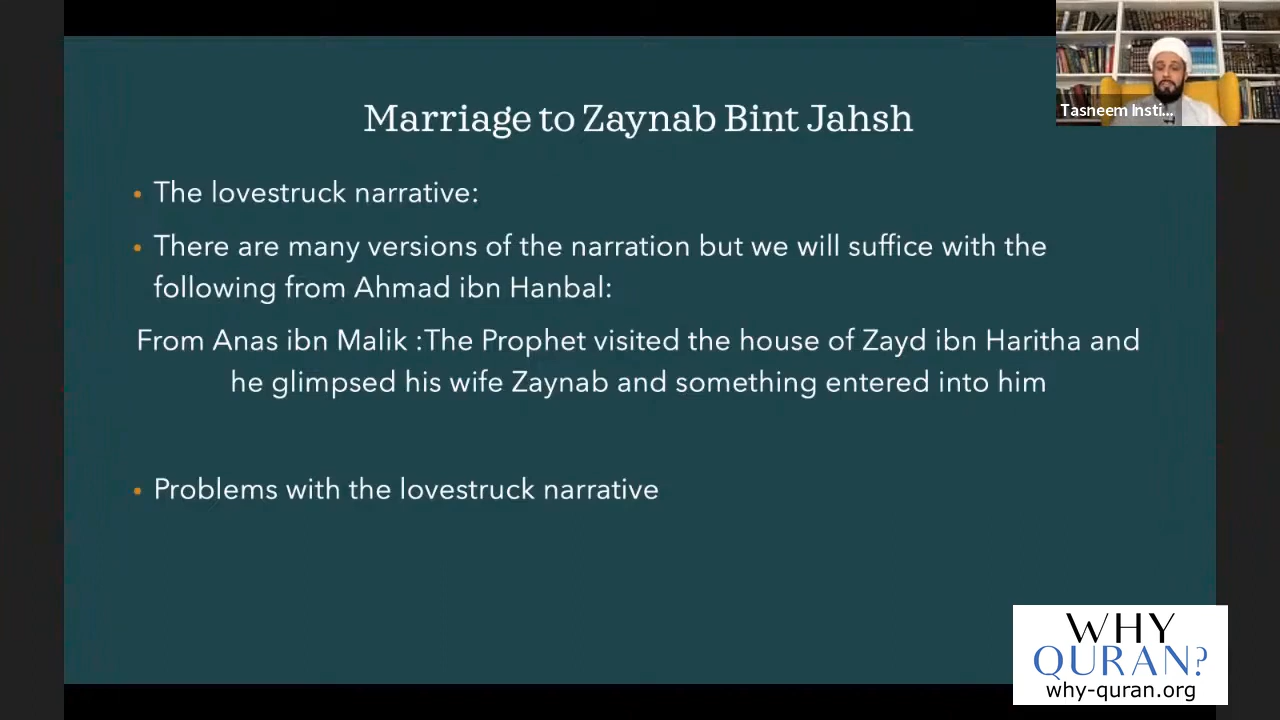 Tasneem Insti...
Marriage to Zaynab Bint Jahsh
• The lovestruck narrative:
• There are many versions of the narration but we will suffice with the
following from Ahmad ibn Hanbal:
From Anas ibn Malik :The Prophet visited the house of Zayd ibn Haritha and
he glimpsed his wife Zaynab and something entered into him
• Problems with the lovestruck narrative
WHY
QURAN?
why-quran.org